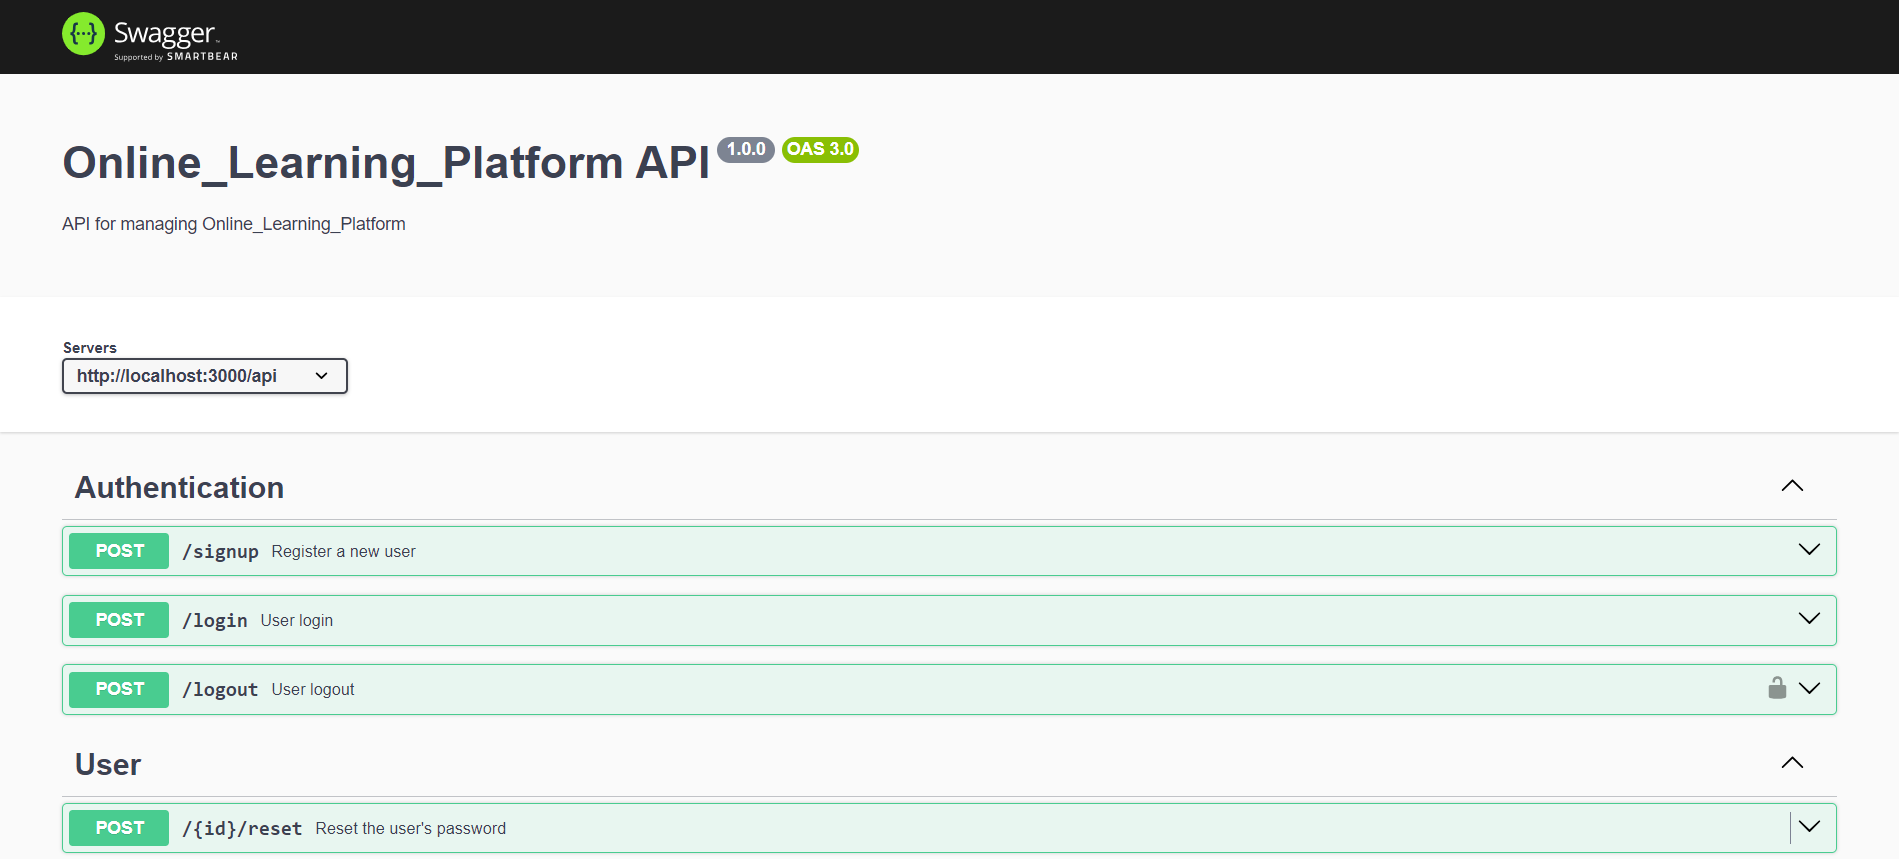 Swagger
Supported by SMARTBEAR
Online_Learning_Platform API 1.0.0 OAS 3.0
API for managing Online_Learning_Platform
Servers
http://localhost:3000/api
Authentication
POST /signup Register a new user
POST /login User login
POST /logout User logout
User
POST /{id}/reset Reset the user's password